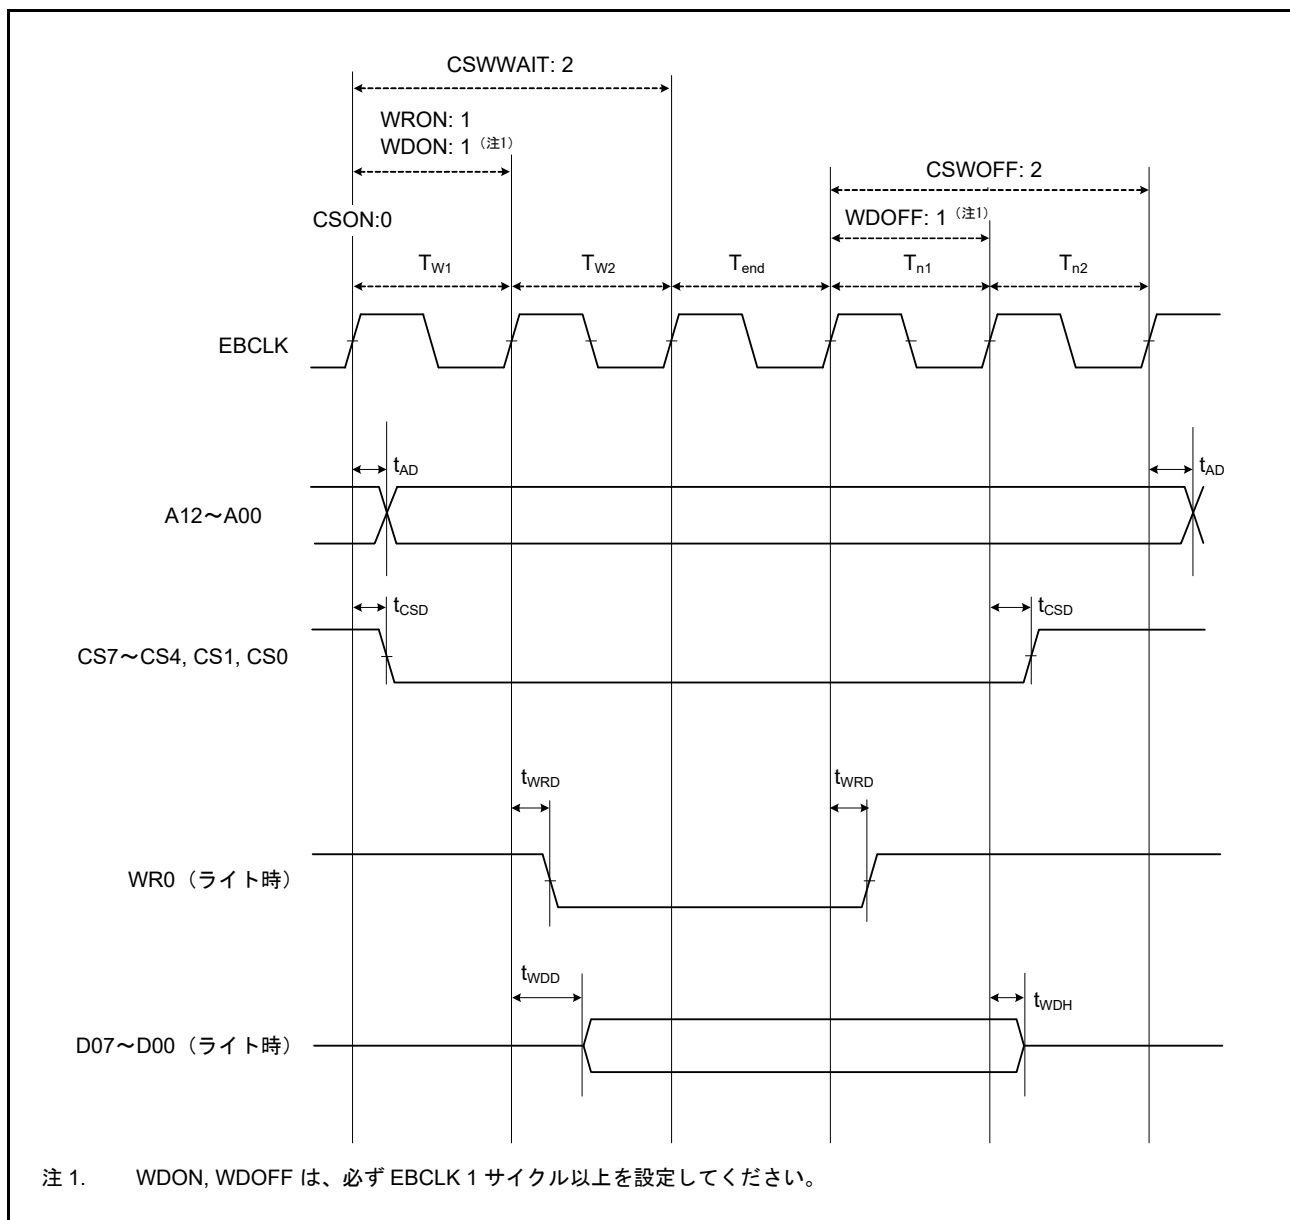 CSWWAIT: 2
WRON: 1
WDON: 1（注1）
CSWOFF: 2
WDOFF: 1（注1）
CSON:0
TW1 TW2 Tend Tn1 Tn2
EBCLK
tAD tAD
A12～A00
tCSD tCSD
CS7～CS4, CS1, CS0
tWRD tWRD
WR0（ライト時）
tWDD tWDH
D07～D00（ライト時）
注 1. WDON, WDOFF は、必ず EBCLK 1 サイクル以上を設定してください。